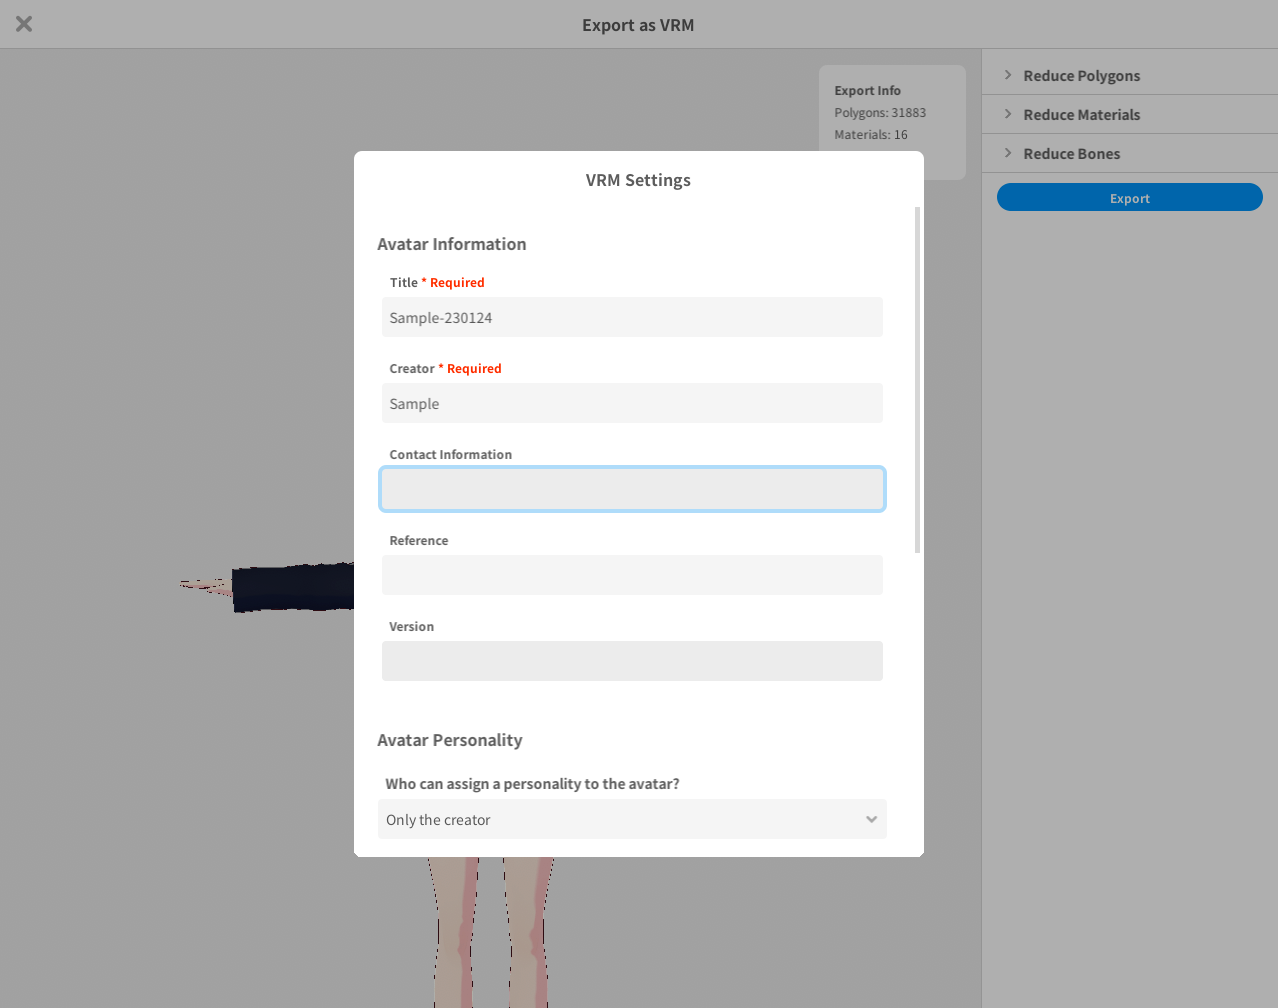 Export as VRM
Export Info
Polygons: 31883
Materials: 16
Reduce Polygons
Reduce Materials
Reduce Bones
Export
VRM Settings
Avatar Information
Title * Required
Sample-230124
Creator * Required
Sample
Contact Information
Reference
Version
Avatar Personality
Who can assign a personality to the avatar?
Only the creator